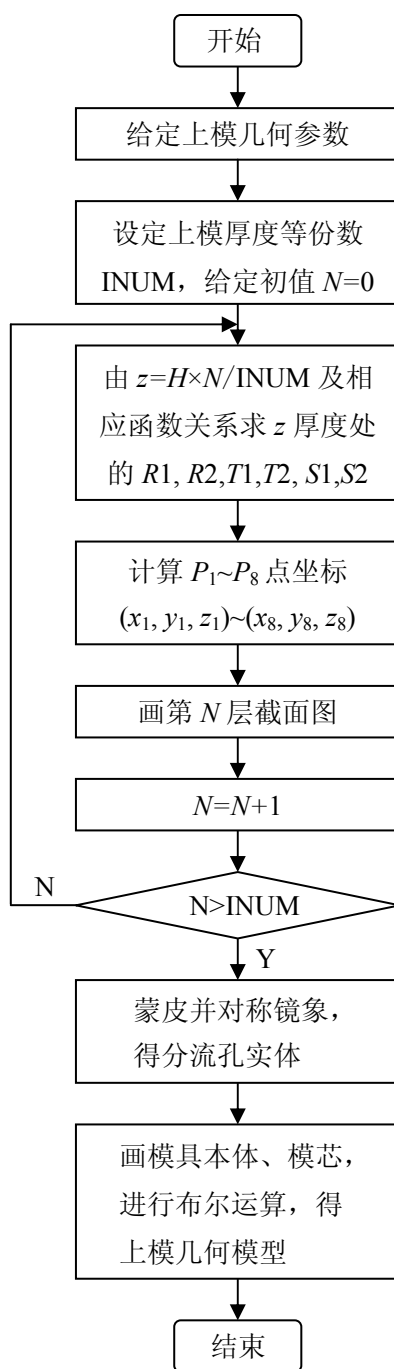 开始
给定上模几何参数
设定上模厚度等份数
INUM，给定初值 N=0
由 z=H×N/INUM 及相
应函数关系求 z 厚度处
的 R1, R2,T1,T2, S1,S2
计算 P₁~P₈ 点坐标
(x₁, y₁, z₁)~(x₈, y₈, z₈)
画第 N 层截面图
N=N+1
N
N>INUM
Y
蒙皮并对称镜象，
得分流孔实体
画模具本体、模芯，
进行布尔运算，得
上模几何模型
结束